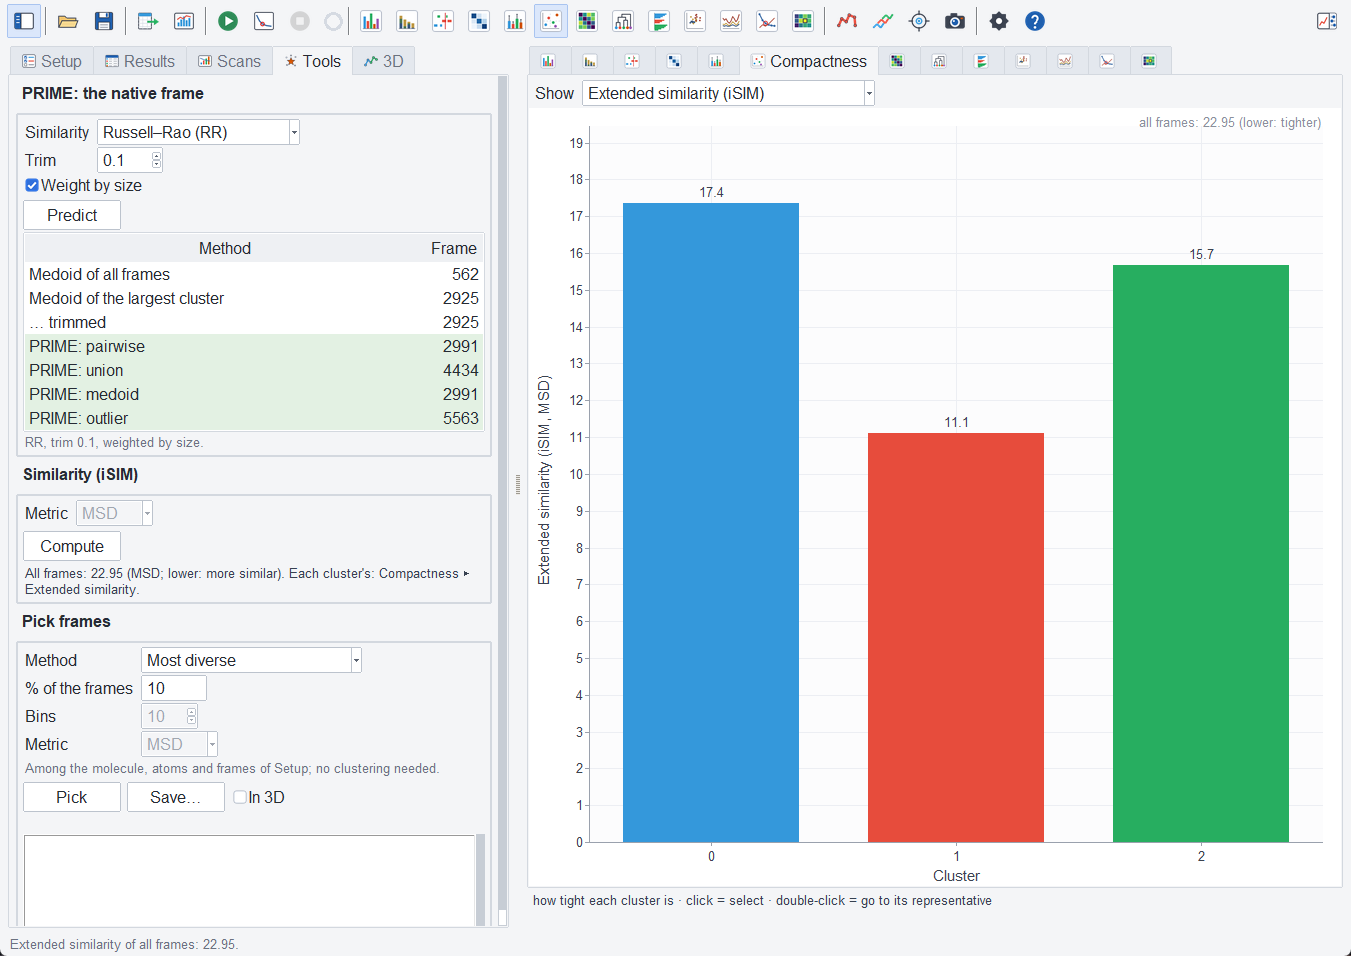 Setup
Results
Scans
Tools
3D
Compactness
PRIME: the native frame
Similarity Russell–Rao (RR)
Trim 0.1
Weight by size
Predict
Method Frame
Medoid of all frames 562
Medoid of the largest cluster 2925
… trimmed 2925
PRIME: pairwise 2991
PRIME: union 4434
PRIME: medoid 2991
PRIME: outlier 5563
RR, trim 0.1, weighted by size.
Similarity (iSIM)
Metric MSD
Compute
All frames: 22.95 (MSD; lower: more similar). Each cluster's: Compactness ▸
Extended similarity.
Pick frames
Method Most diverse
% of the frames 10
Bins 10
Metric MSD
Among the molecule, atoms and frames of Setup; no clustering needed.
Pick Save… In 3D
Show Extended similarity (iSIM)
all frames: 22.95 (lower: tighter)
19
18
17
16
15
14
13
12
11
10
9
8
7
6
5
4
3
2
1
0
17.4
11.1
15.7
Extended similarity (iSIM, MSD)
0 1 2
Cluster
how tight each cluster is · click = select · double-click = go to its representative
Extended similarity of all frames: 22.95.